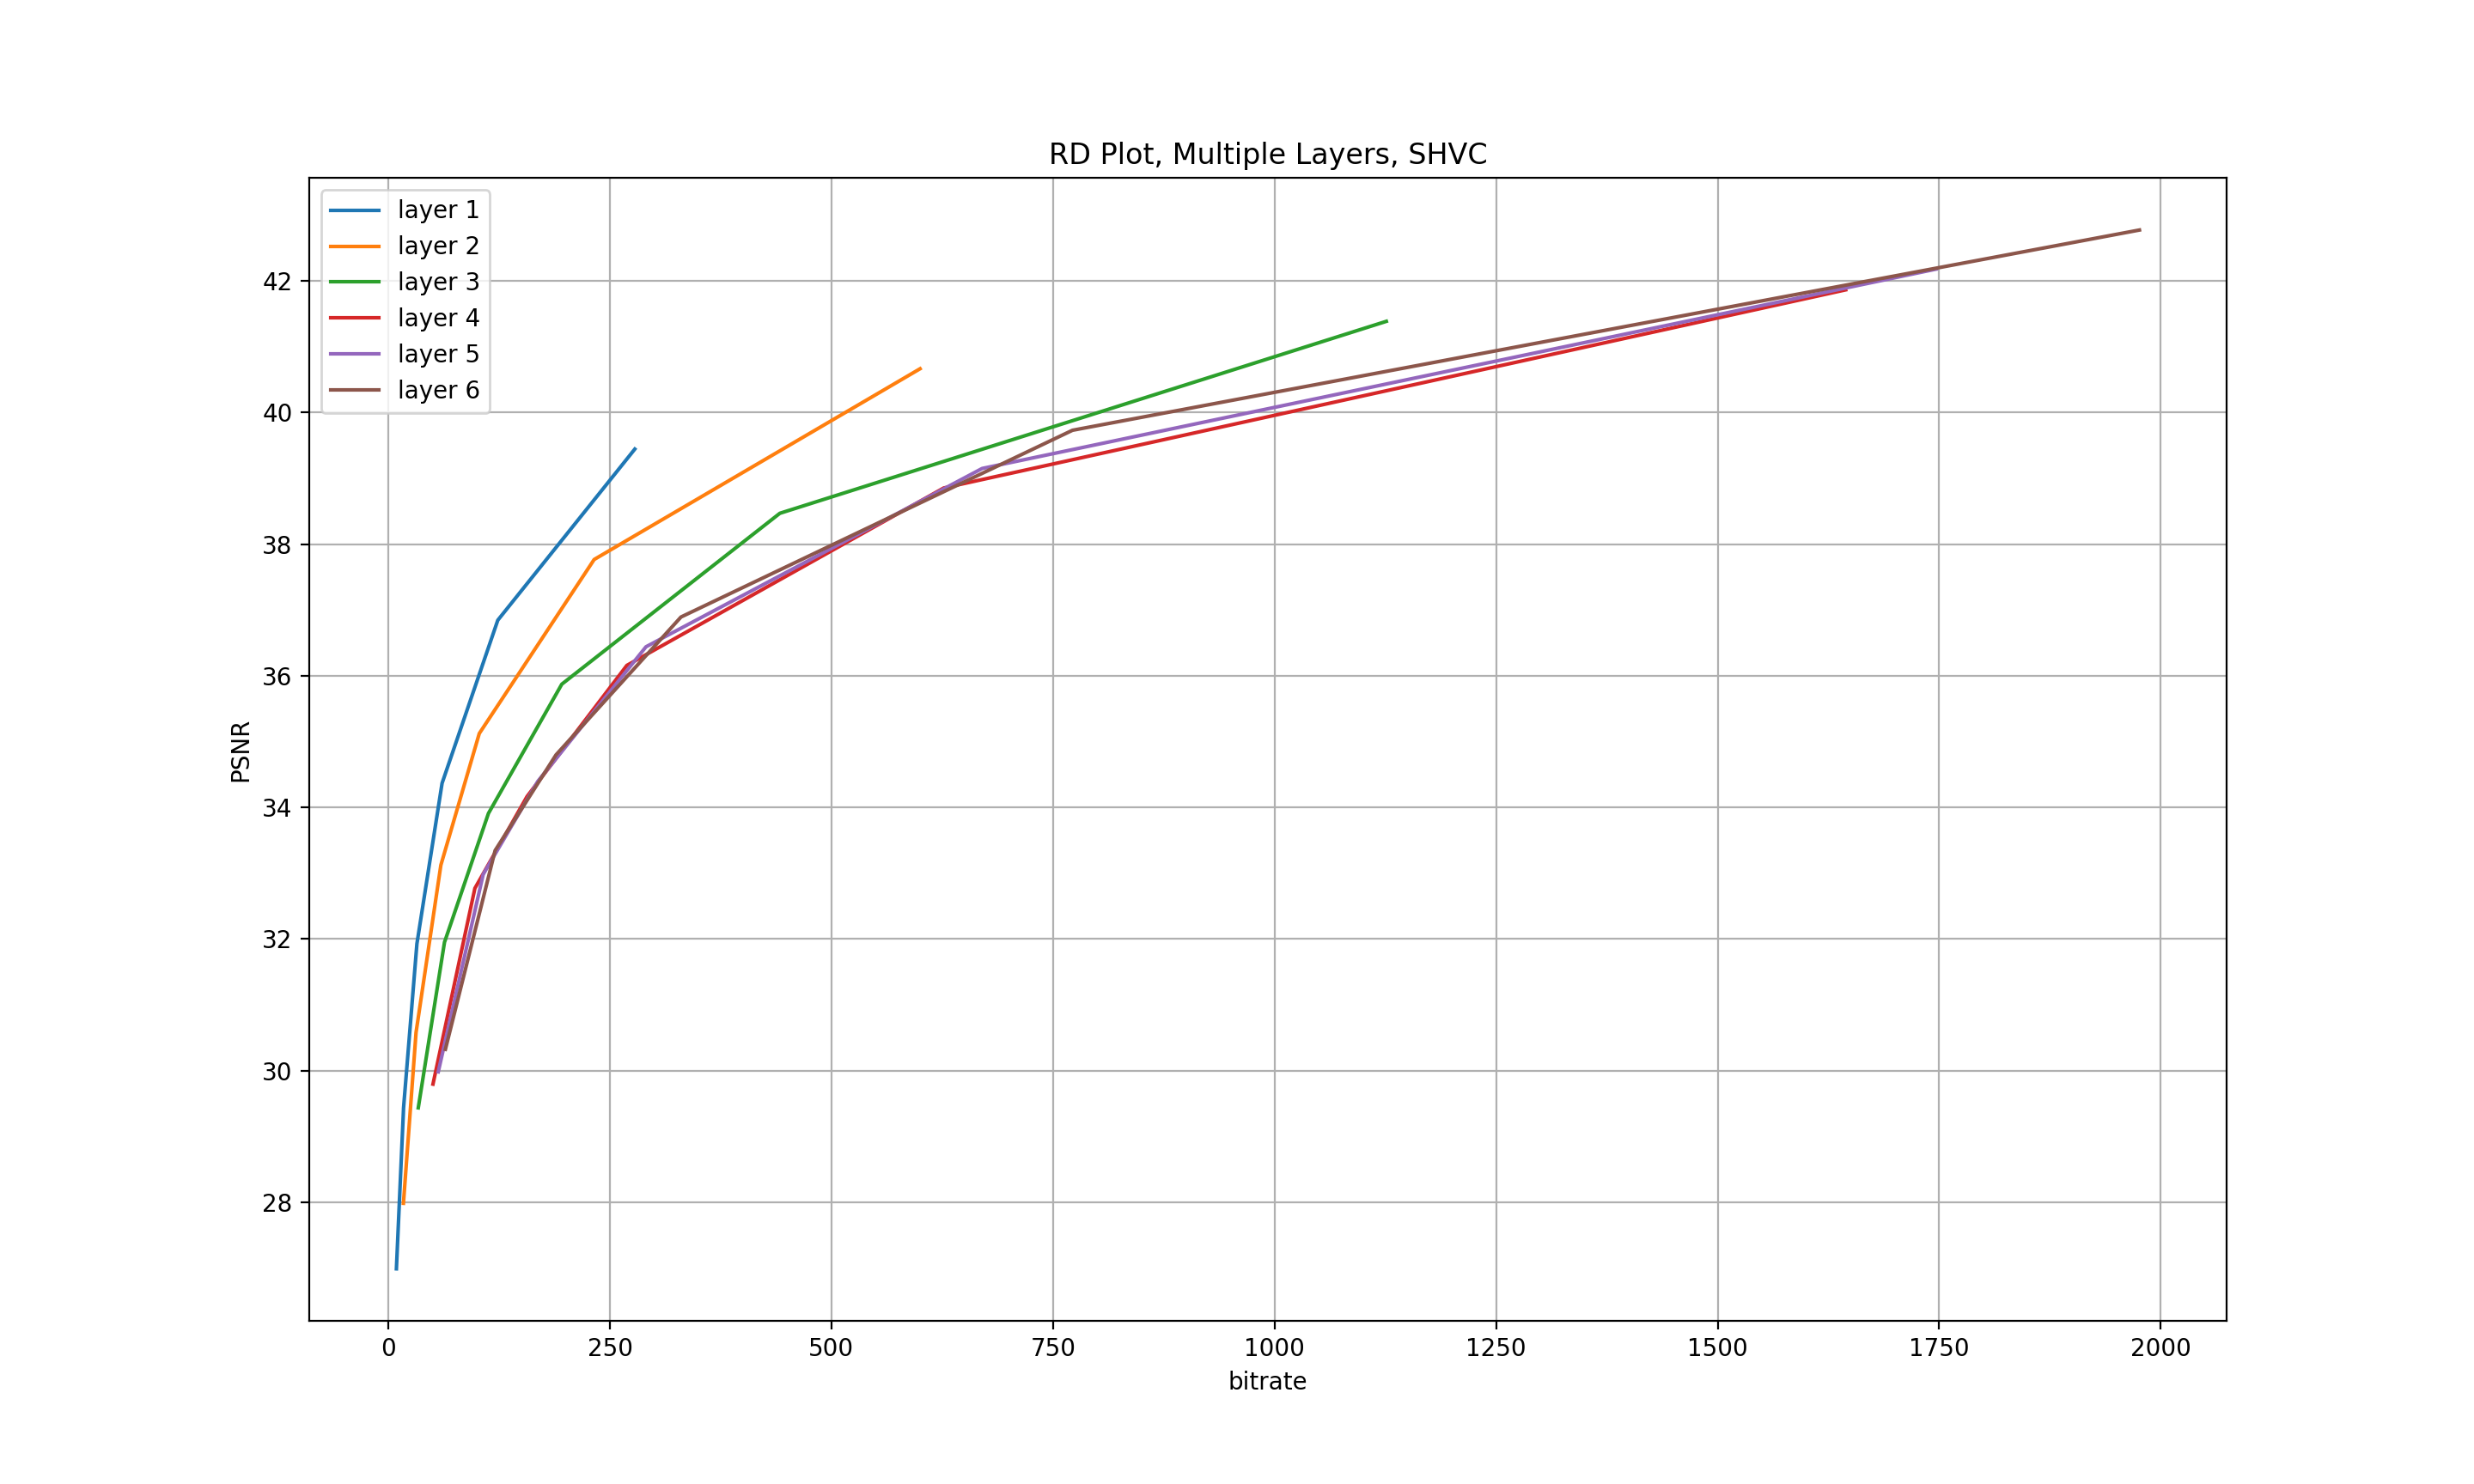 RD Plot, Multiple Layers, SHVC
layer 1
layer 2
layer 3
layer 4
layer 5
layer 6
PSNR
42
40
38
36
34
32
30
28
0 250 500 750 1000 1250 1500 1750 2000
bitrate